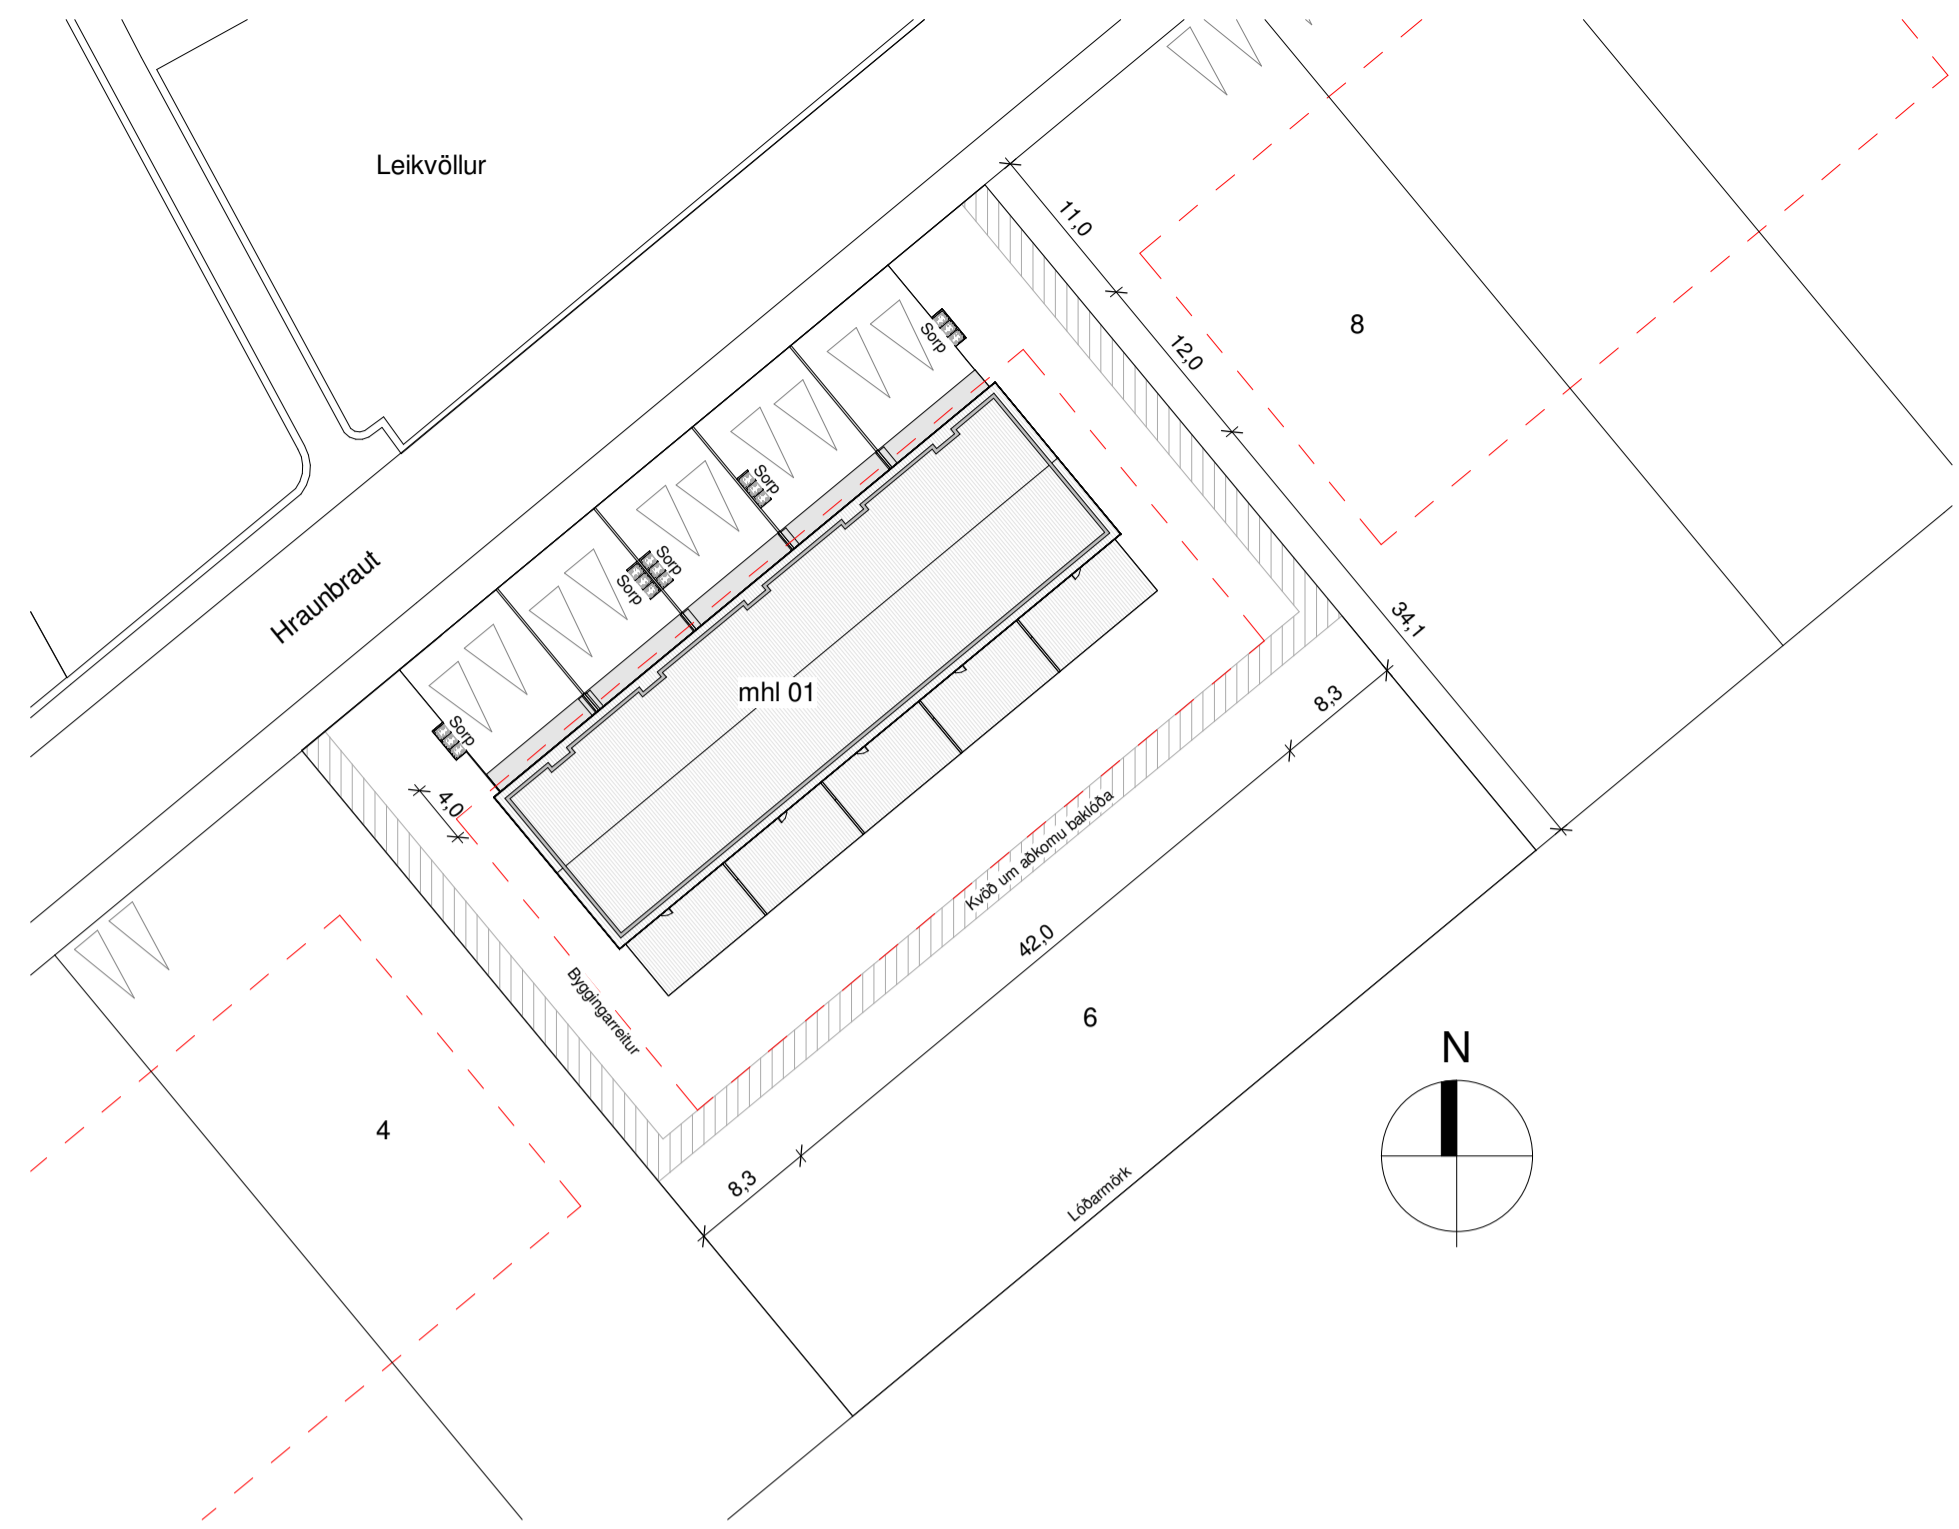 Leikvöllur
11,0
8
Sorp
12,0
Sorp
Sorp
Sorp
Hraunbraut
34,1
mhl 01
8,3
Sorp
4,0
Kvöð um aðkomu baklóða
42,0
Byggingarreitur
6
N
4
8,3
Lóðarmörk